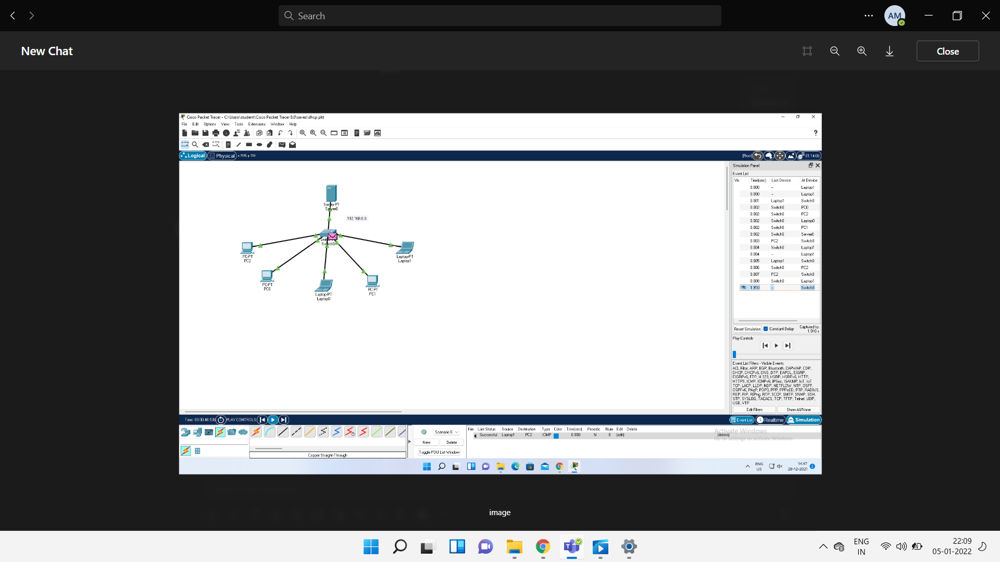 Search
AM
New Chat
Close
Cisco Packet Tracer - C:\Users\student\Cisco Packet Tracer 8.0\saves\dhcp.pkt
File Edit Options View Tools Extensions Window Help
Logical Physical x: 1595, y: 708
[Root] 01:14:00
Simulation Panel
Event List
Vis. Time(sec) Last Device At Device
0.000 -- Laptop1
0.000 -- Laptop1
0.001 Laptop1 Switch0
0.002 Switch0 PC0
0.002 Switch0 PC2
0.002 Switch0 Laptop0
0.002 Switch0 PC1
0.002 Switch0 Server0
0.003 PC2 Switch0
0.004 Switch0 Laptop1
0.004 -- Laptop1
0.005 Laptop1 Switch0
0.006 Switch0 PC2
0.007 PC2 Switch0
0.008 Switch0 Laptop1
1.910 -- Switch0
Server-PT
Server0
192.168.0.0
Switch0
PC-PT
PC2
Laptop-PT
Laptop1
PC-PT
PC0
Laptop-PT
Laptop0
PC-PT
PC1
Reset Simulation Constant Delay Captured to:
1.910 s
Play Controls
Event List Filters - Visible Events
ACL Filter, ARP, BGP, Bluetooth, CAPWAP, CDP,
DHCP, DHCPv6, DNS, DTP, EAPOL, EIGRP,
EIGRPv6, FTP, H.323, HSRP, HSRPv6, HTTP,
HTTPS, ICMP, ICMPv6, IPSec, ISAKMP, IoT, IoT
TCP, LACP, LLDP, NDP, NETFLOW, NTP, OSPF,
OSPFv6, PAgP, POP3, PPP, PPPoED, PTP, RADIUS,
REP, RIP, RIPng, RTP, SCCP, SMTP, SNMP, SSH,
STP, SYSLOG, TACACS, TCP, TFTP, Telnet, UDP,
USB, VTP
Edit Filters Show All/None
Time: 00:00:48.536 PLAY CONTROLS:
Event List Realtime Simulation
Scenario 0
New Delete
Toggle PDU List Window
Copper Straight-Through
Fire Last Status Source Destination Type Color Time(sec) Periodic Num Edit Delete
Successful Laptop1 PC2 ICMP 0.000 N 0 (edit) (delete)
Activate Windows
Go to Settings to activate Windows.
ENG
US
14:47
29-12-2021
2
image
ENG
IN
22:09
05-01-2022